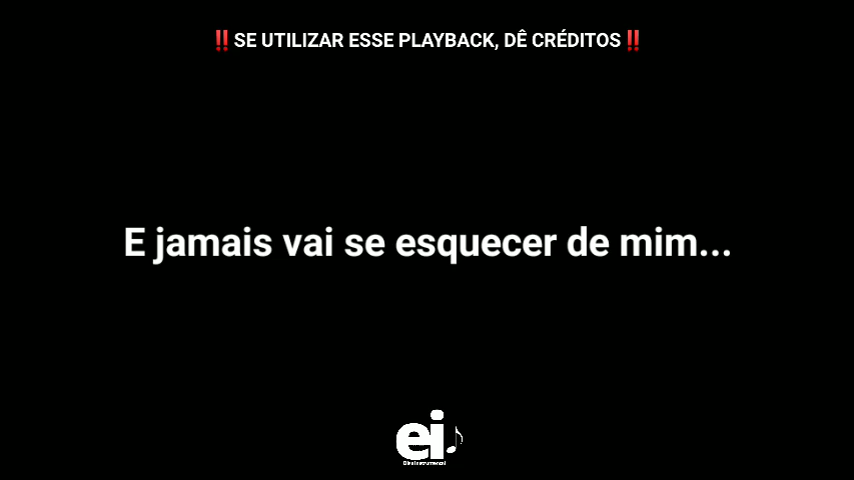 ‼️SE UTILIZAR ESSE PLAYBACK, DÊ CRÉDITOS‼️
E jamais vai se esquecer de mim...
ei